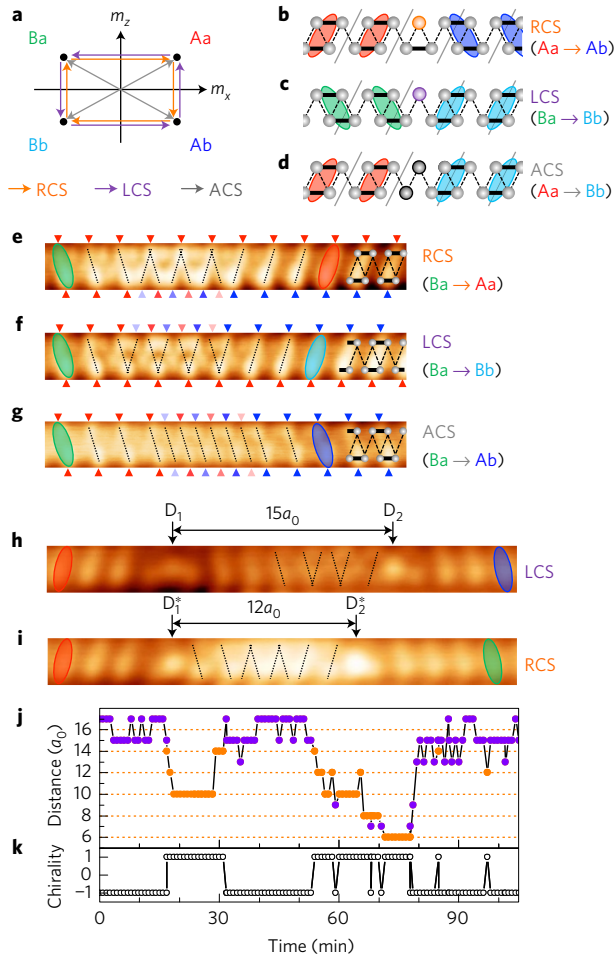 a
Ba
m_z
Aa
m_x
Bb
Ab
RCS
LCS
ACS
b
RCS
(Aa → Ab)
c
LCS
(Ba → Bb)
d
ACS
(Aa → Bb)
e
RCS
(Ba → Aa)
f
LCS
(Ba → Bb)
g
ACS
(Ba → Ab)
D₁
D₂
15a₀
h
LCS
D₁*
D₂*
12a₀
i
RCS
j
Distance (a₀)
16
14
12
10
8
6
k
Chirality
1
0
−1
0
30
60
90
Time (min)